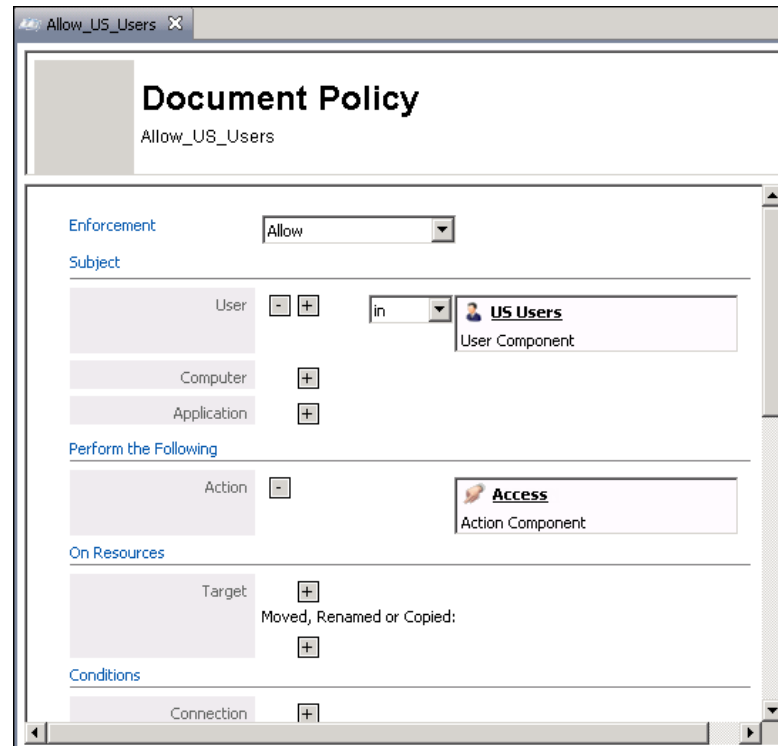 Allow_US_Users
Document Policy
Allow_US_Users
Enforcement Allow
Subject
User - + in US Users
User Component
Computer +
Application +
Perform the Following
Action - Access
Action Component
On Resources
Target +
Moved, Renamed or Copied:
+
Conditions
Connection +